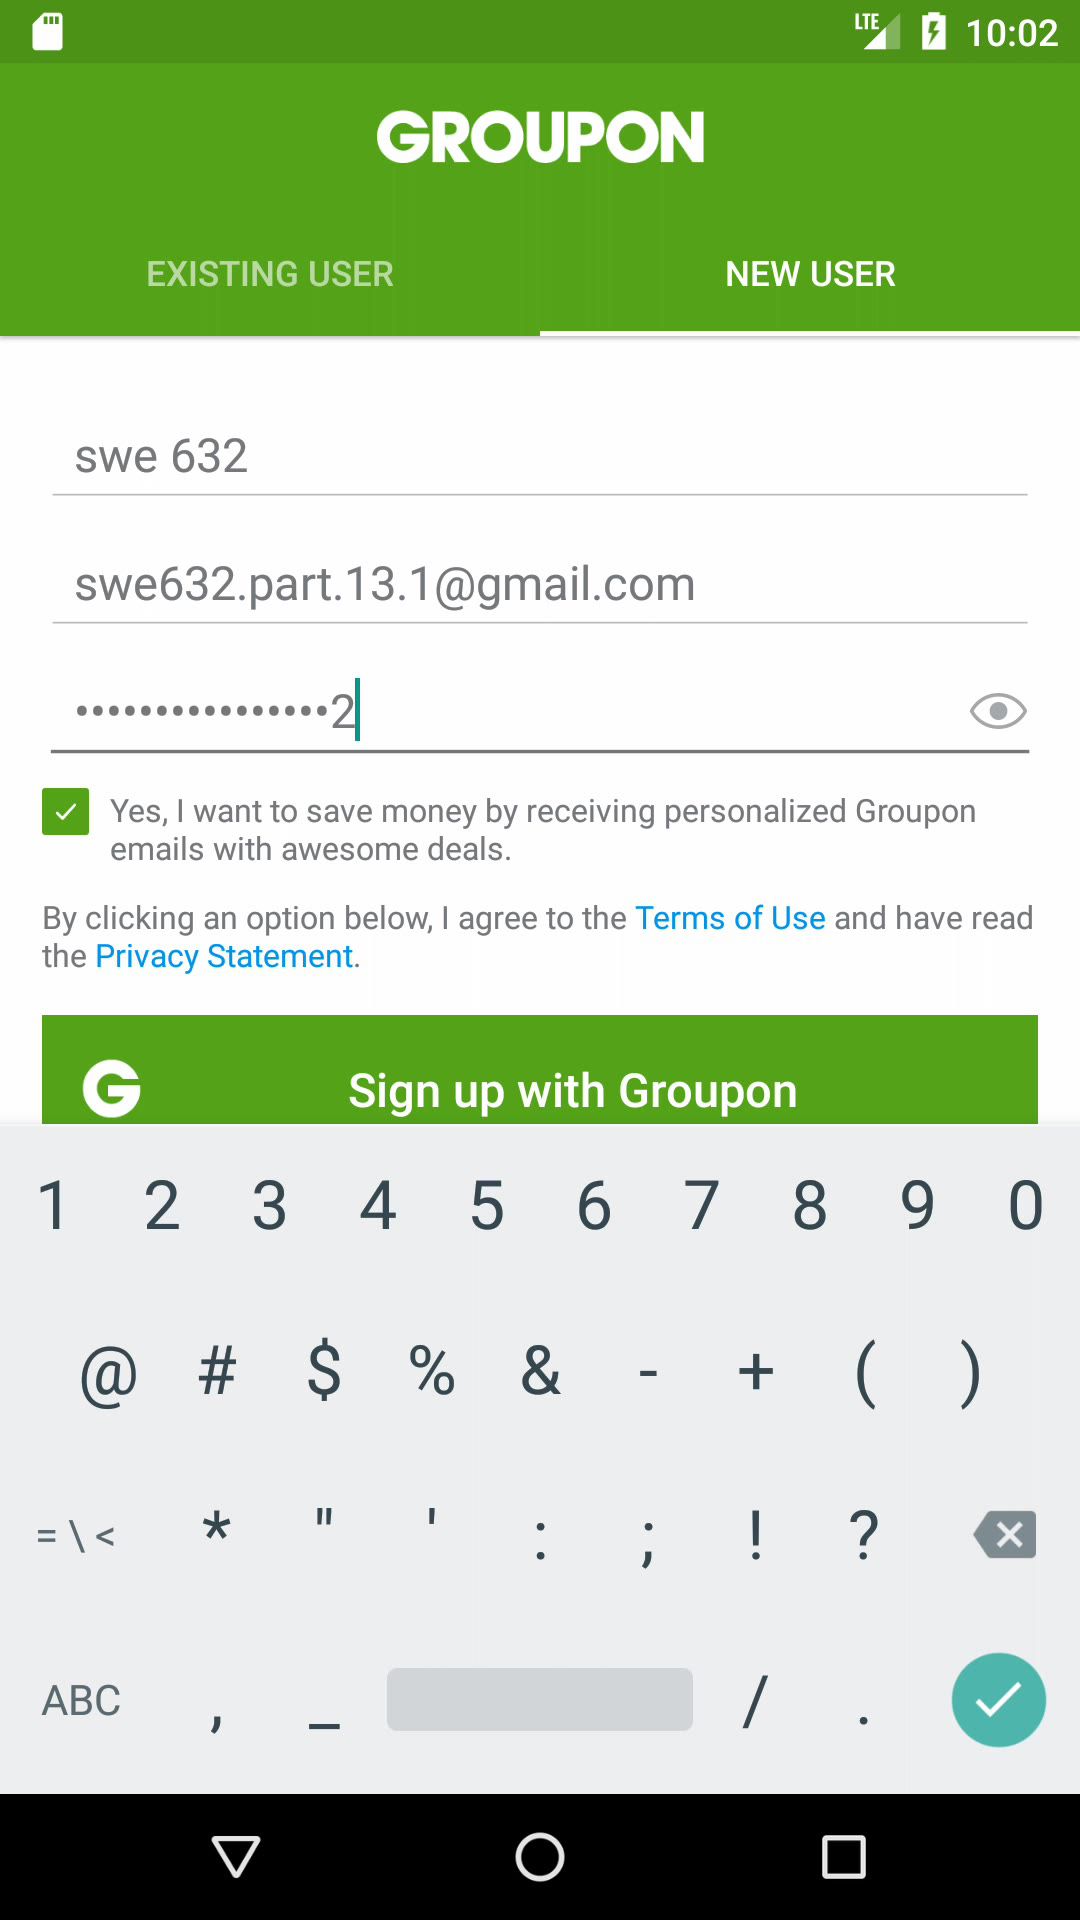 LTE 10:02
GROUPON
EXISTING USER NEW USER
swe 632
swe632.part.13.1@gmail.com
••••••••••••••••2
Yes, I want to save money by receiving personalized Groupon
emails with awesome deals.
By clicking an option below, I agree to the Terms of Use and have read
the Privacy Statement.
G Sign up with Groupon
1 2 3 4 5 6 7 8 9 0
@ # $ % & - + ( )
= \ < * " ' : ; ! ?
ABC , _ / .